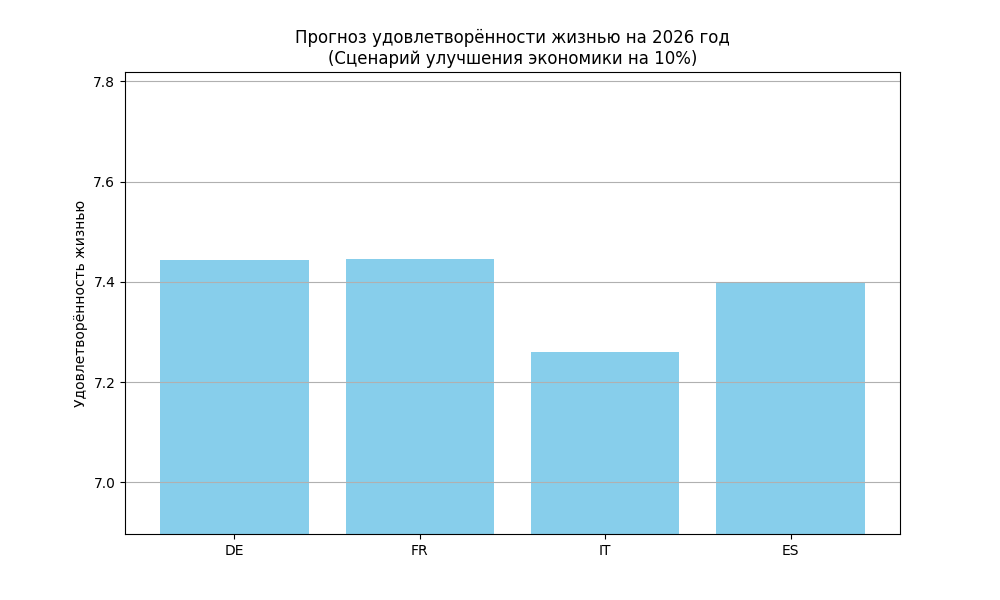 Прогноз удовлетворённости жизнью на 2026 год
(Сценарий улучшения экономики на 10%)
Удовлетворённость жизнью
7.8
7.6
7.4
7.2
7.0
DE
FR
IT
ES